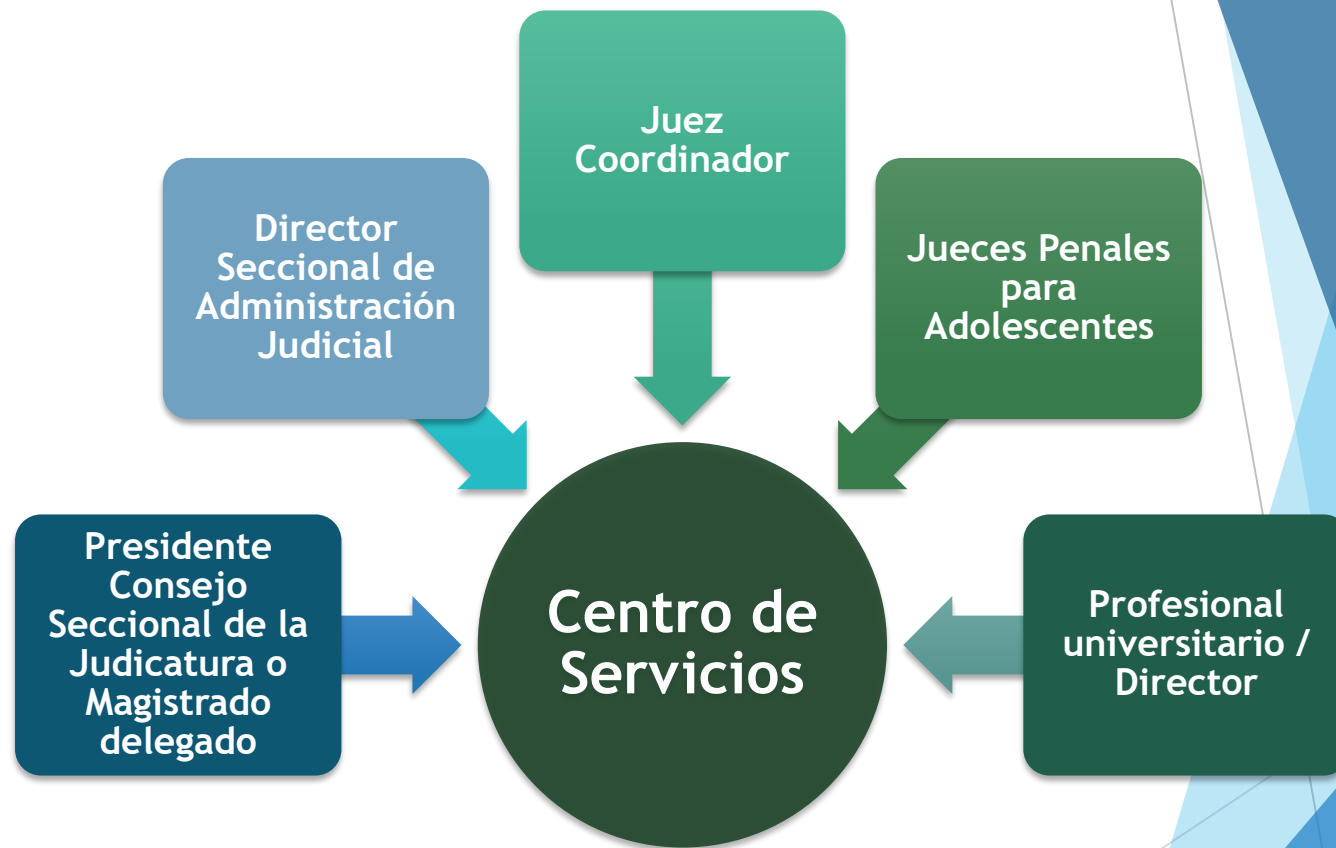 Juez
Coordinador
Director
Seccional de
Administración
Judicial
Jueces Penales
para
Adolescentes
Presidente
Consejo
Seccional de la
Judicatura o
Magistrado
delegado
Centro de
Servicios
Profesional
universitario /
Director